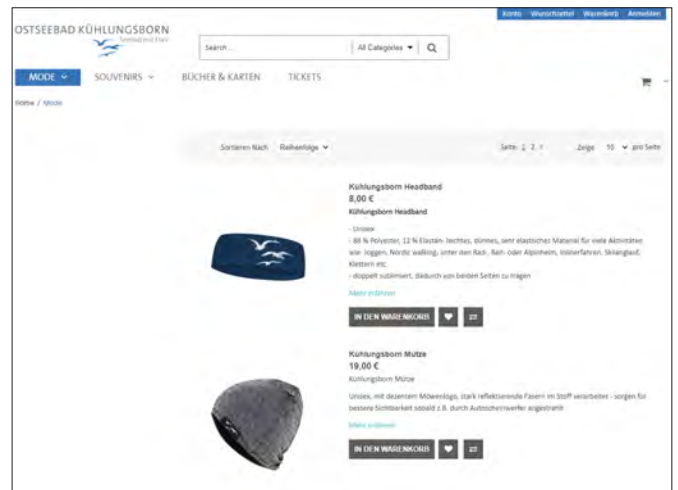 Konto Wunschzettel Warenkorb Anmelden
OSTSEEBAD KÜHLUNGSBORN
Seebad mit Flair
Search ...
All Categories
MODE
SOUVENIRS
BÜCHER & KARTEN
TICKETS
Home / Mode
Sortieren Nach Reihenfolge
Seite: 1 2
Zeige 10 pro Seite
Kühlungsborn Headband
8,00 €
Kühlungsborn Headband
- Unisex
- 88 % Polyester, 12 % Elastan- leichtes, dünnes, sehr elastisches Material für viele Aktivitäten
wie- Joggen, Nordic walking, unter den Rad-, Reit- oder Alpinhelm, Inlinerfahren, Skilanglauf,
Klettern etc.
- doppelt sublimiert, dadurch von beiden Seiten zu tragen
Mehr erfahren
IN DEN WARENKORB
Kühlungsborn Mütze
19,00 €
Kühlungsborn Mütze
Unisex, mit dezentem Möwenlogo, stark reflektierende Fasern im Stoff verarbeitet - sorgen für
bessere Sichtbarkeit sobald z.B. durch Autoscheinwerfer angestrahlt
Mehr erfahren
IN DEN WARENKORB